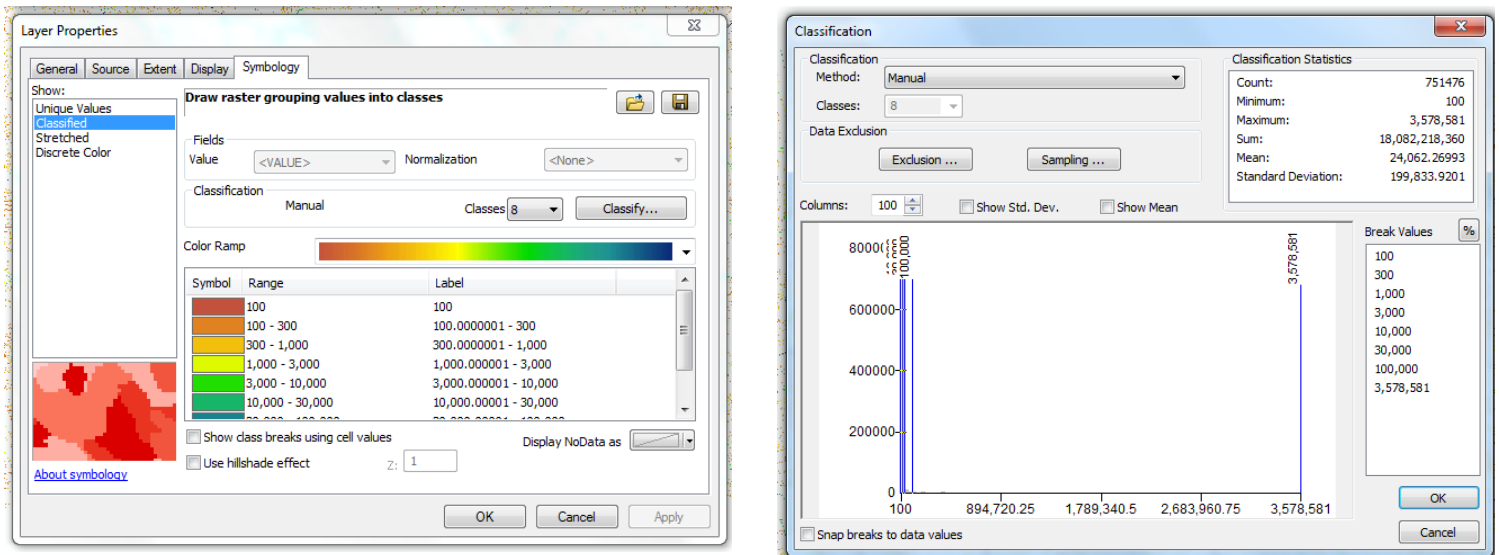 Layer Properties
General Source Extent Display Symbology
Show:
Unique Values
Classified
Stretched
Discrete Color
About symbology
Draw raster grouping values into classes
Fields
Value <VALUE> Normalization <None>
Classification
Manual Classes 8 Classify...
Color Ramp
Symbol Range Label
100 100
100 - 300 100.0000001 - 300
300 - 1,000 300.0000001 - 1,000
1,000 - 3,000 1,000.000001 - 3,000
3,000 - 10,000 3,000.000001 - 10,000
10,000 - 30,000 10,000.00001 - 30,000
Show class breaks using cell values Display NoData as
Use hillshade effect Z: 1
OK Cancel Apply
Classification
Classification
Method: Manual
Classes: 8
Data Exclusion
Exclusion ... Sampling ...
Classification Statistics
Count: 751476
Minimum: 100
Maximum: 3,578,581
Sum: 18,082,218,360
Mean: 24,062.26993
Standard Deviation: 199,833.9201
Columns: 100 Show Std. Dev. Show Mean
100,000
3,578,581
600000
400000
200000
0
100 894,720.25 1,789,340.5 2,683,960.75 3,578,581
Snap breaks to data values
Break Values %
100
300
1,000
3,000
10,000
30,000
100,000
3,578,581
OK
Cancel